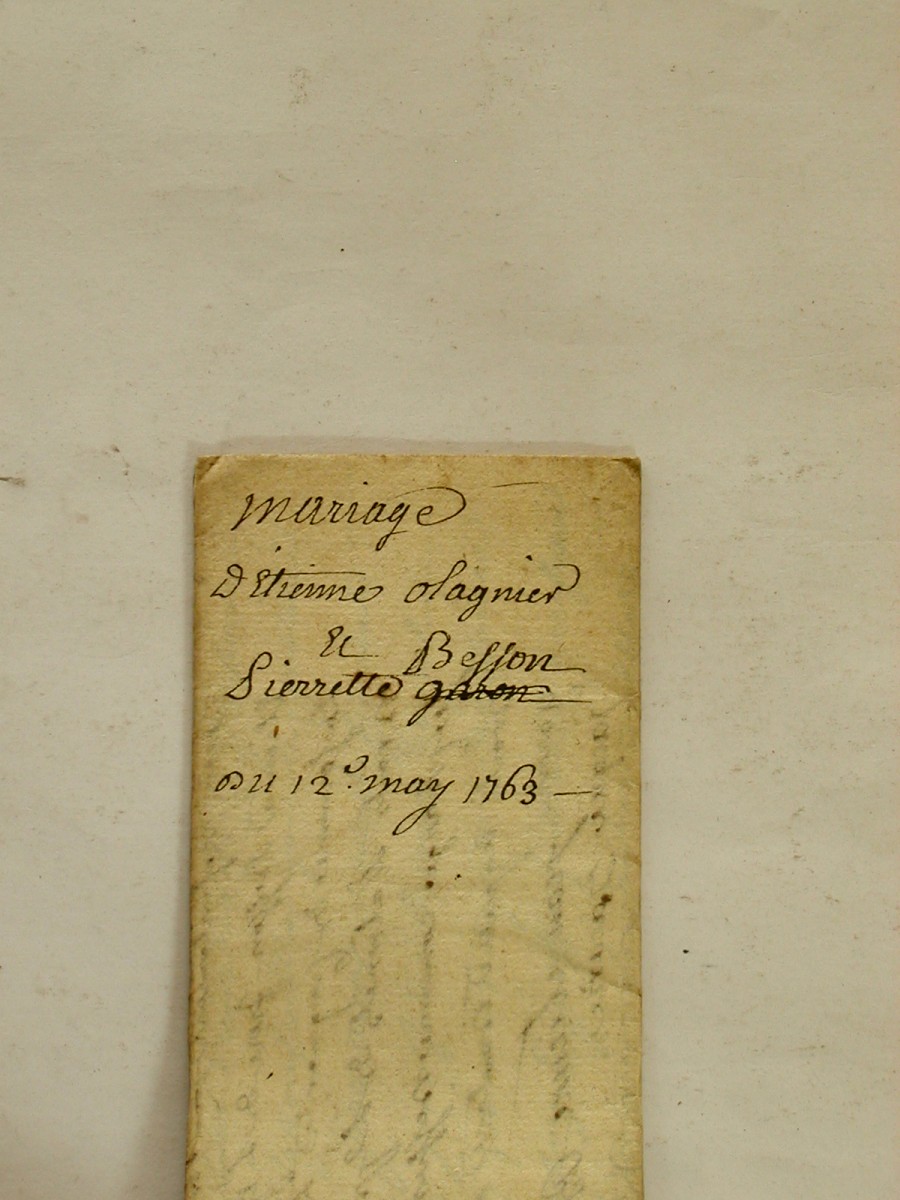 mariage
D Etienne olagnier
Et Besson
Pierrette garon
du 12e. may 1763 —